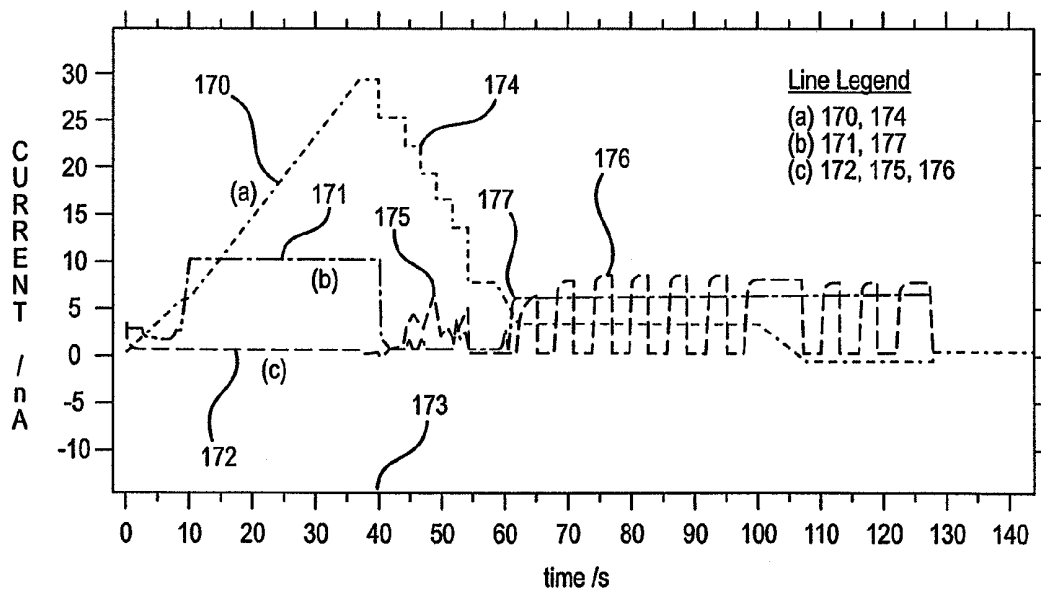 30
25
20
15
10
5
0
-5
-10
CURRENT /nA
170
174
Line Legend
(a) 170, 174
(b) 171, 177
(c) 172, 175, 176
(a)
171
176
177
175
(b)
(c)
172
173
0 10 20 30 40 50 60 70 80 90 100 110 120 130 140
time /s